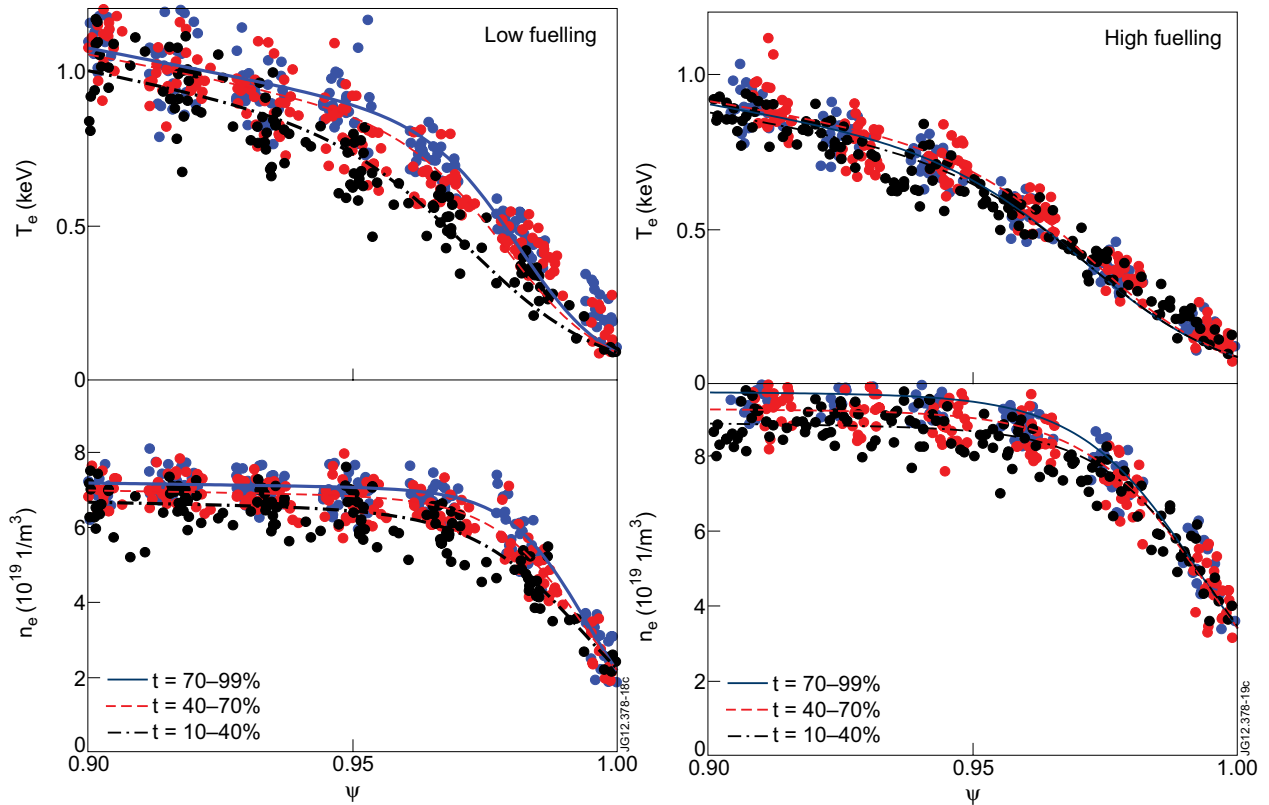 Low fuelling
T_e (keV)
1.0
0.5
0
n_e (10^19 1/m^3)
8
6
4
2
0
t = 70–99%
t = 40–70%
t = 10–40%
JG12.378-18c
0.90
0.95
1.00
ψ
High fuelling
T_e (keV)
1.0
0.5
0
n_e (10^19 1/m^3)
8
6
4
2
0
t = 70–99%
t = 40–70%
t = 10–40%
JG12.378-19c
0.90
0.95
1.00
ψ